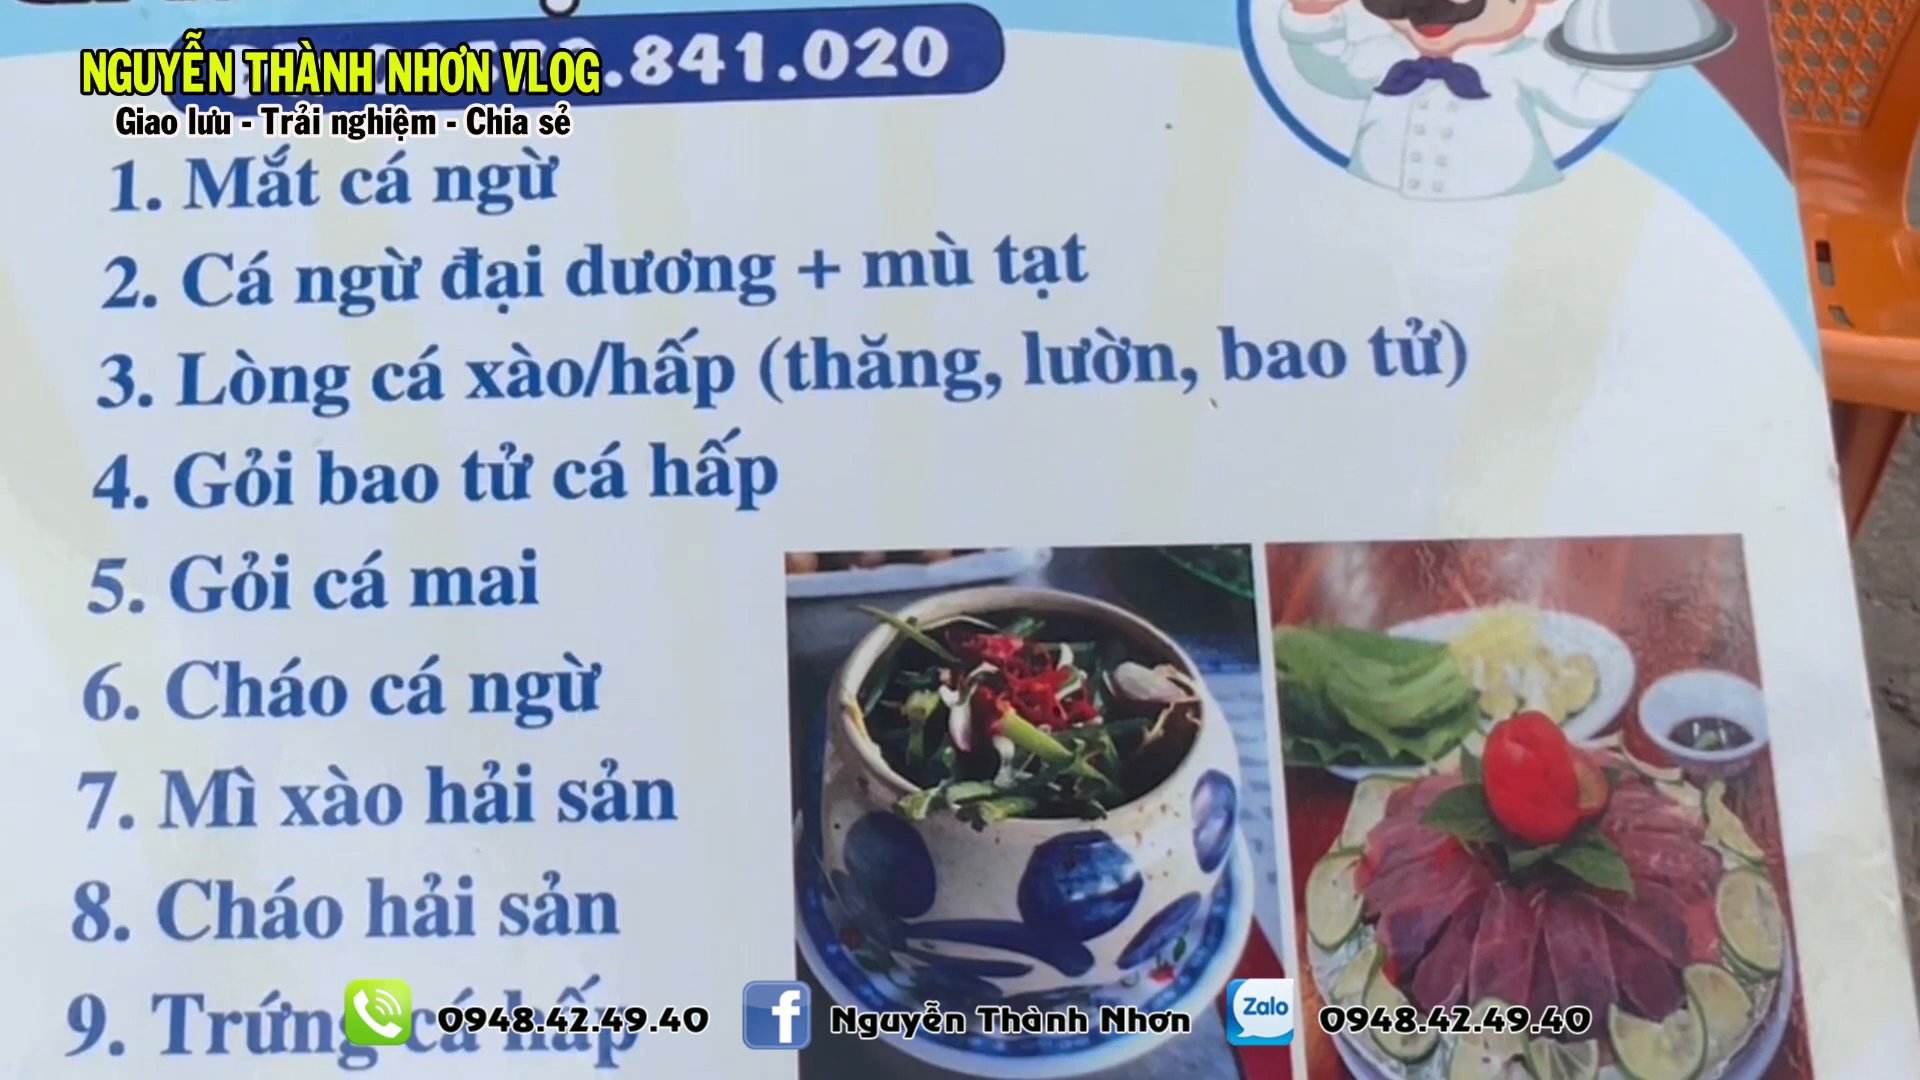 NGUYỄN THÀNH NHƠN VLOG
.841.020
Giao lưu - Trải nghiệm - Chia sẻ
1. Mắt cá ngừ
2. Cá ngừ đại dương + mù tạt
3. Lòng cá xào/hấp (thăng, lườn, bao tử)
4. Gỏi bao tử cá hấp
5. Gỏi cá mai
6. Cháo cá ngừ
7. Mì xào hải sản
8. Cháo hải sản
9. Trứng cá hấp
0948.42.49.40
Nguyễn Thành Nhơn
Zalo
0948.42.49.40